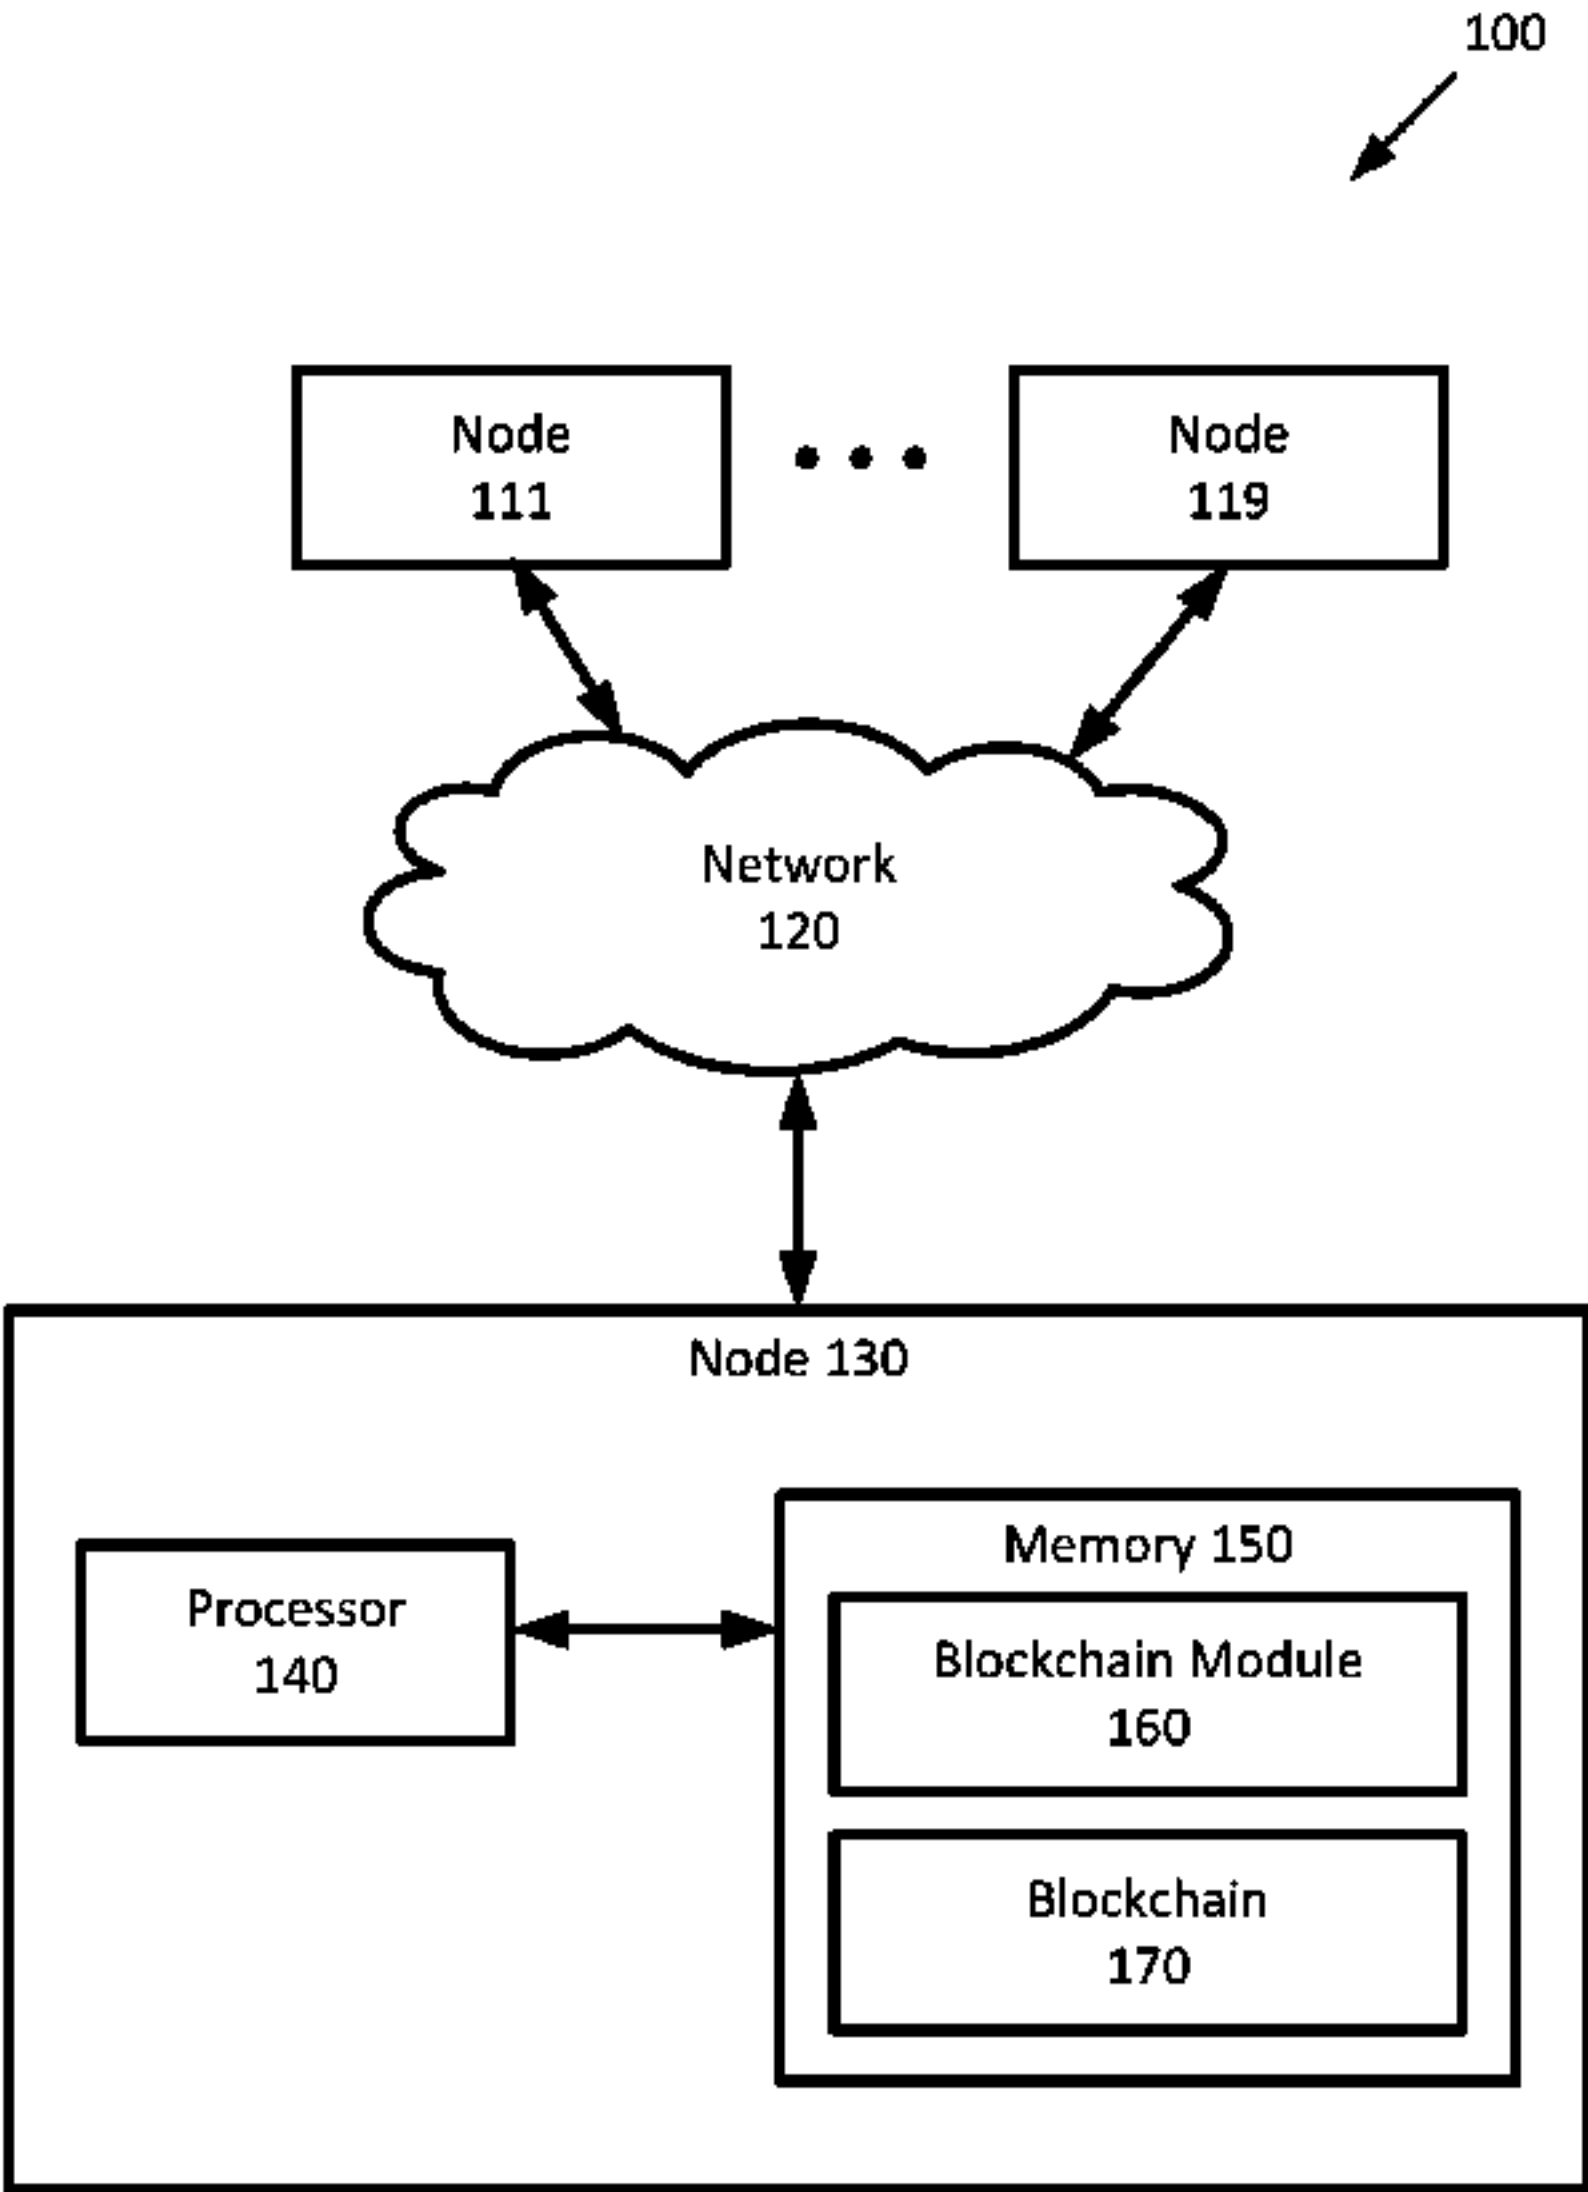 100
Node
111
Node
119
Network
120
Node 130
Processor
140
Memory 150
Blockchain Module
160
Blockchain
170